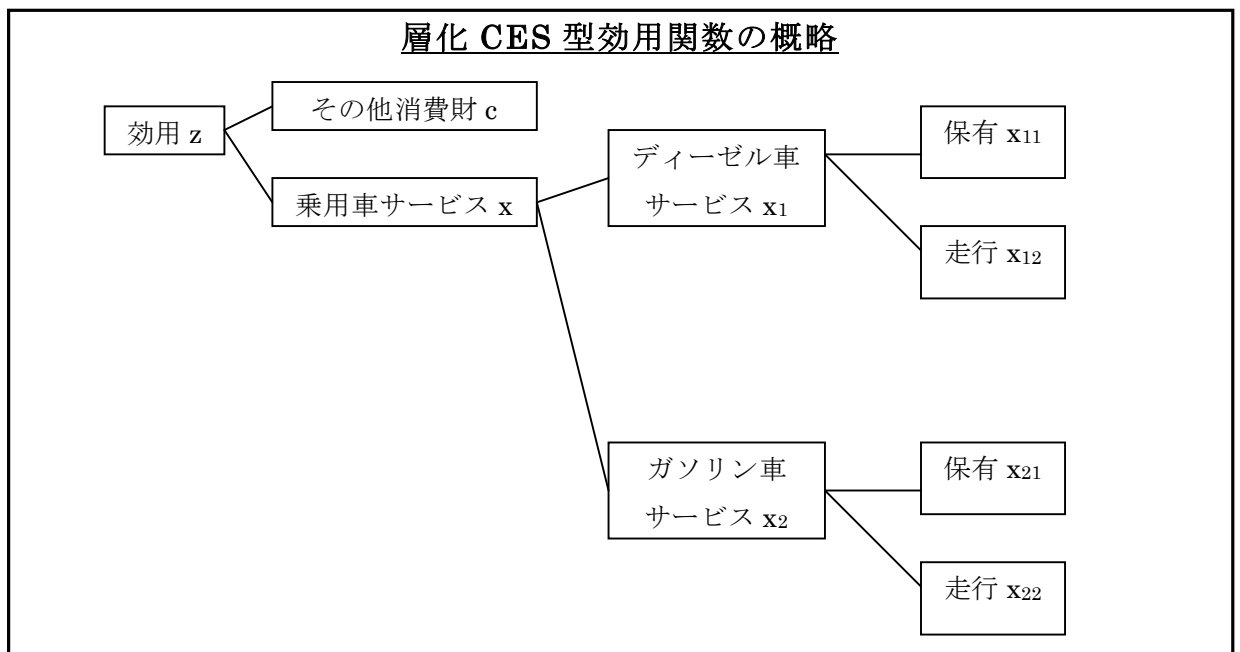 層化 CES 型効用関数の概略
効用 z
その他消費財 c
乗用車サービス x
ディーゼル車
サービス x1
保有 x11
走行 x12
ガソリン車
サービス x2
保有 x21
走行 x22